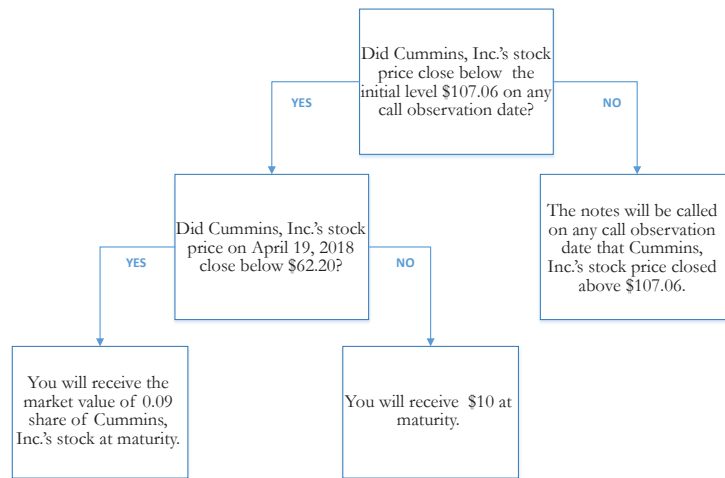 Did Cummins, Inc.'s stock
price close below the
initial level $107.06 on any
call observation date?
YES
NO
Did Cummins, Inc.'s stock
price on April 19, 2018
close below $62.20?
The notes will be called
on any call observation
date that Cummins,
Inc.'s stock price closed
above $107.06.
YES
NO
You will receive the
market value of 0.09
share of Cummins,
Inc.'s stock at maturity.
You will receive $10 at
maturity.